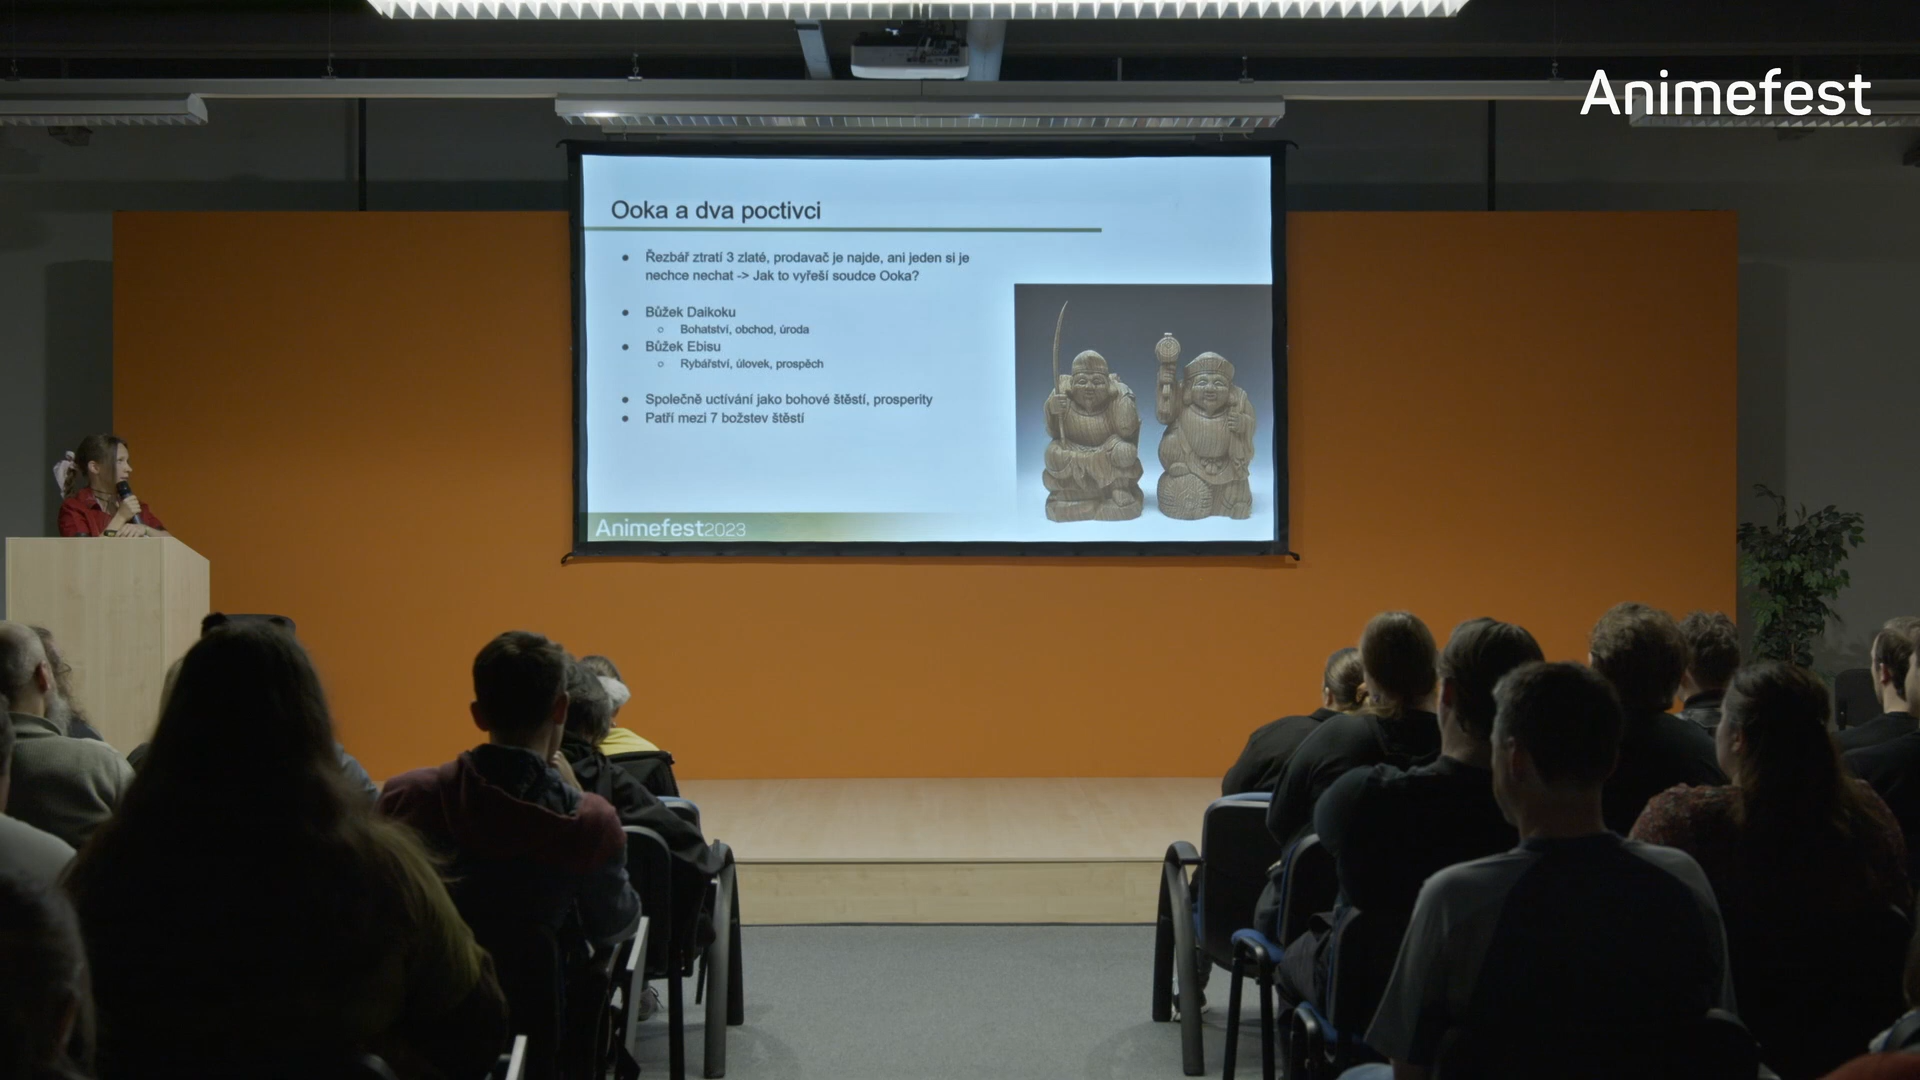 Animefest
Ooka a dva poctivci
Řezbář ztratí 3 zlaté, prodavač je najde, ani jeden si je
nechce nechat -> Jak to vyřeší soudce Ooka?
Bůžek Daikoku
Bohatství, obchod, úroda
Bůžek Ebisu
Rybářství, úlovek, prospěch
Společně uctívání jako bohové štěstí, prosperity
Patří mezi 7 božstev štěstí
Animefest2023